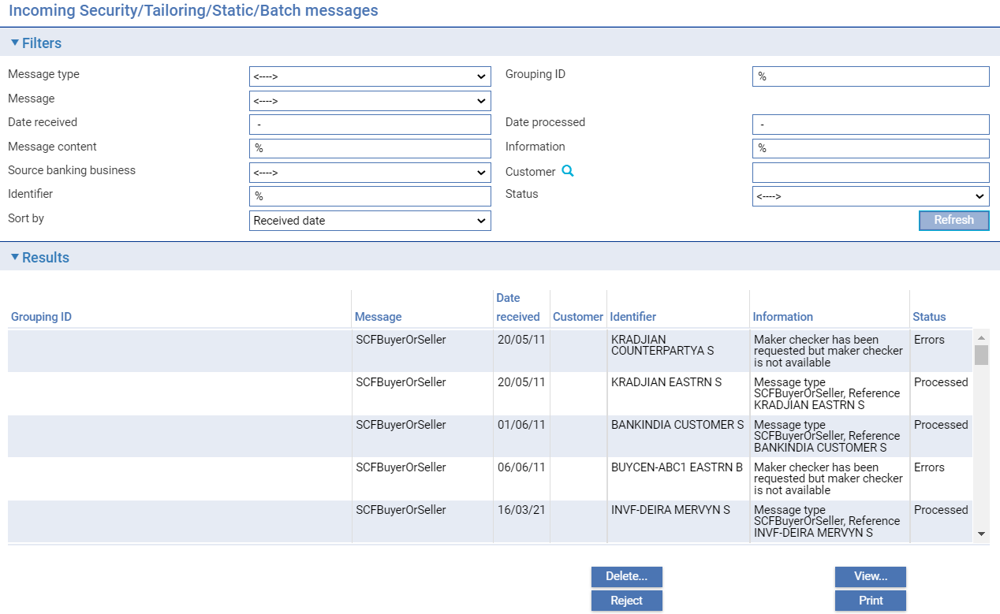 Incoming Security/Tailoring/Static/Batch messages
Filters
Message type <----> Grouping ID %
Message <---->
Date received - Date processed -
Message content % Information %
Source banking business <----> Customer
Identifier % Status <---->
Sort by Received date Refresh
Results
Date
Grouping ID Message received Customer Identifier Information Status
SCFBuyerOrSeller 20/05/11 KRADJIAN Maker checker has been Errors
COUNTERPARTYA S requested but maker checker
is not available
SCFBuyerOrSeller 20/05/11 KRADJIAN EASTRN S Message type Processed
SCFBuyerOrSeller, Reference
KRADJIAN EASTRN S
SCFBuyerOrSeller 01/06/11 BANKINDIA CUSTOMER S Message type Processed
SCFBuyerOrSeller, Reference
BANKINDIA CUSTOMER S
SCFBuyerOrSeller 06/06/11 BUYCEN-ABC1 EASTRN B Maker checker has been Errors
requested but maker checker
is not available
SCFBuyerOrSeller 16/03/21 INVF-DEIRA MERVYN S Message type Processed
SCFBuyerOrSeller, Reference
INVF-DEIRA MERVYN S
Delete... View...
Reject Print